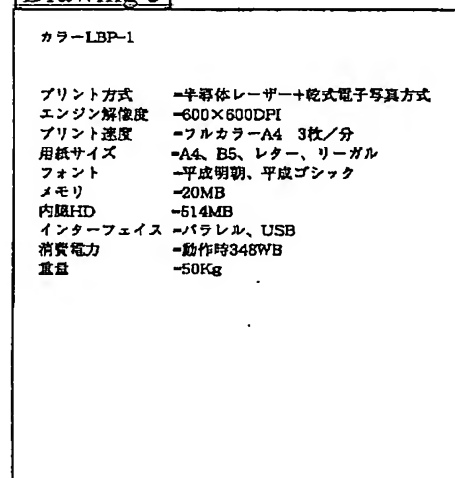 カラーLBP-1
プリント方式 -半導体レーザー+乾式電子写真方式
エンジン解像度 -600×600DPI
プリント速度 -フルカラーA4 3枚/分
用紙サイズ -A4、B5、レター、リーガル
フォント -平成明朝、平成ゴシック
メモリ -20MB
内蔵HD -514MB
インターフェイス -パラレル、USB
消費電力 -動作時348WB
重量 -50Kg